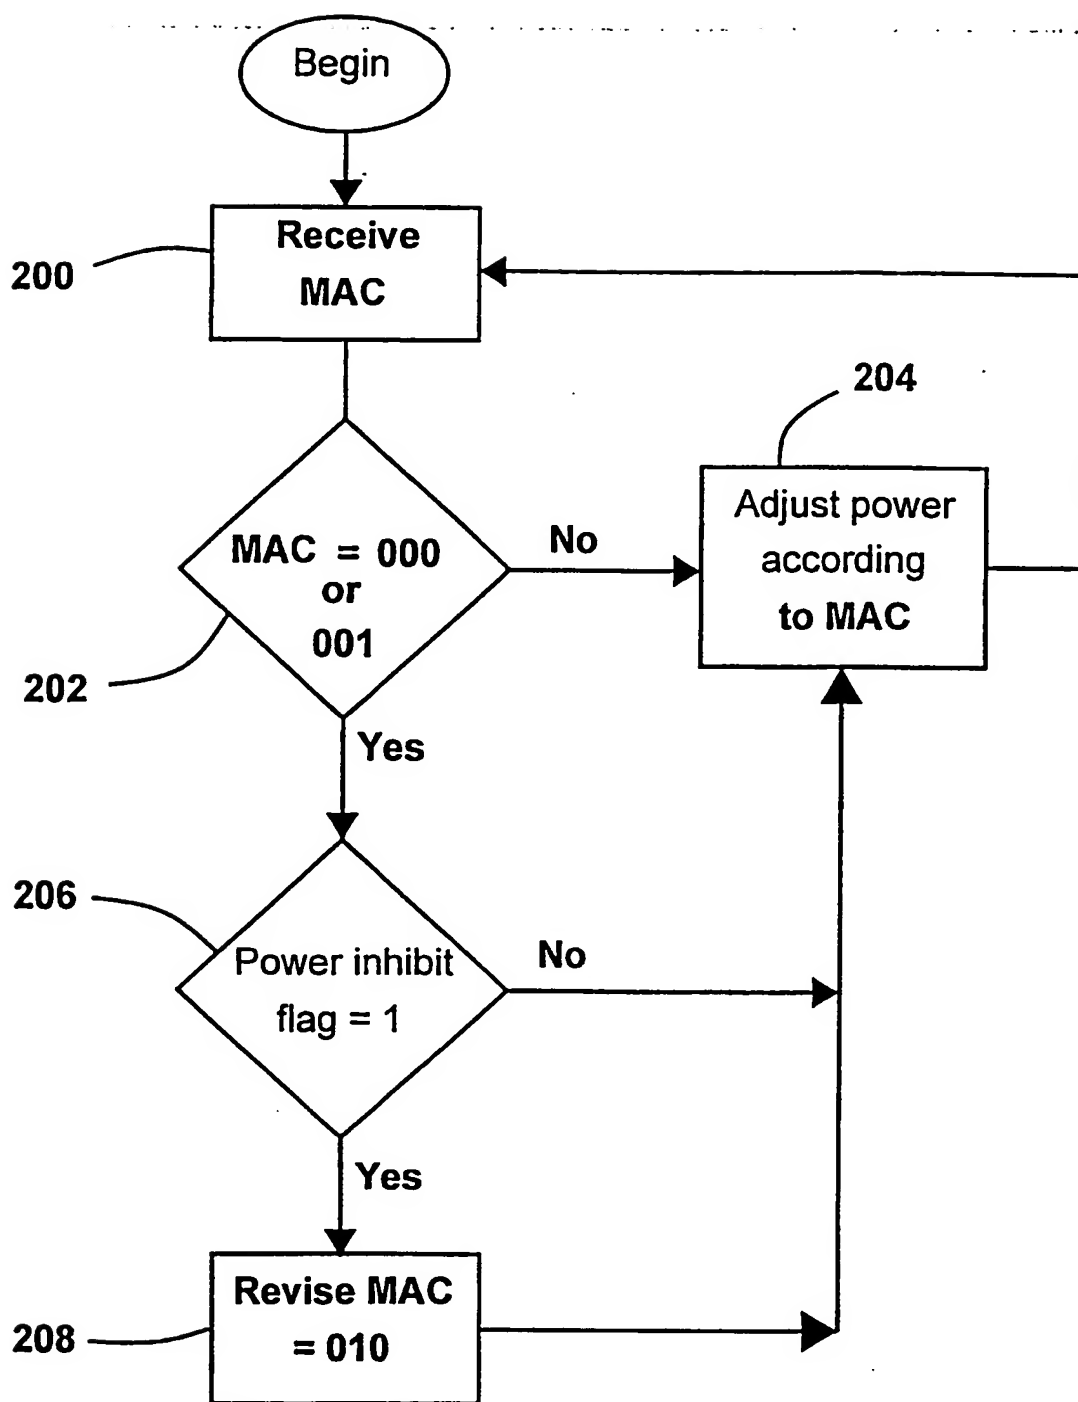 Begin
Receive
MAC
200
204
MAC = 000
or
001
No
Adjust power
according
to MAC
202
Yes
206
Power inhibit
flag = 1
No
Yes
Revise MAC
= 010
208